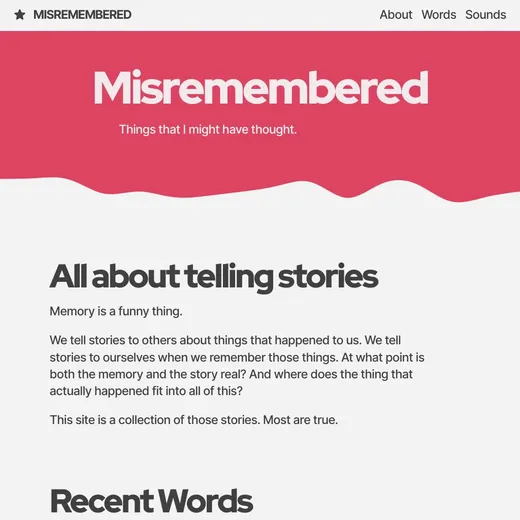 MISREMEMBERED
About Words Sounds
Misremembered
Things that I might have thought.
All about telling stories
Memory is a funny thing.
We tell stories to others about things that happened to us. We tell
stories to ourselves when we remember those things. At what point is
both the memory and the story real? And where does the thing that
actually happened fit into all of this?
This site is a collection of those stories. Most are true.
Recent Words